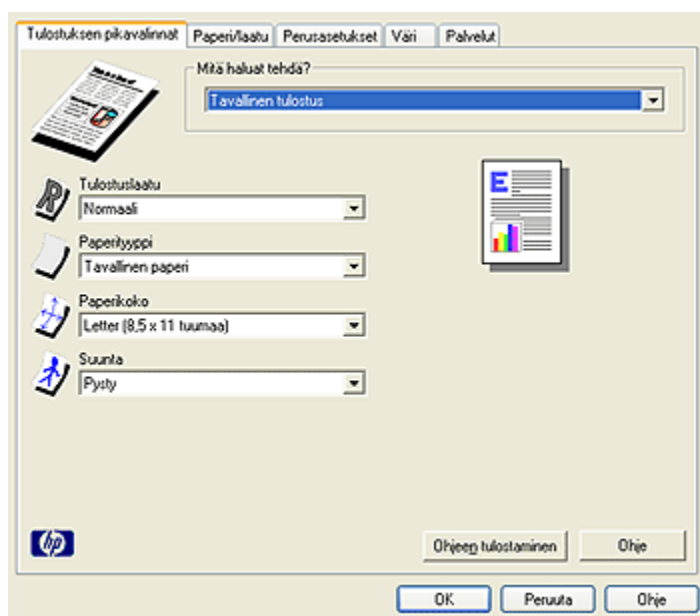 Tulostuksen pikavalinnat Paperi/laatu Perusasetukset Väri Palvelut
Mitä haluat tehdä?
Tavallinen tulostus
Tulostuslaatu
Normaali
Paperityyppi
Tavallinen paperi
Paperikoko
Letter (8,5 x 11 tuumaa)
Suunta
Pysty
hp
Ohjeen tulostaminen Ohje
OK Peruuta Ohje